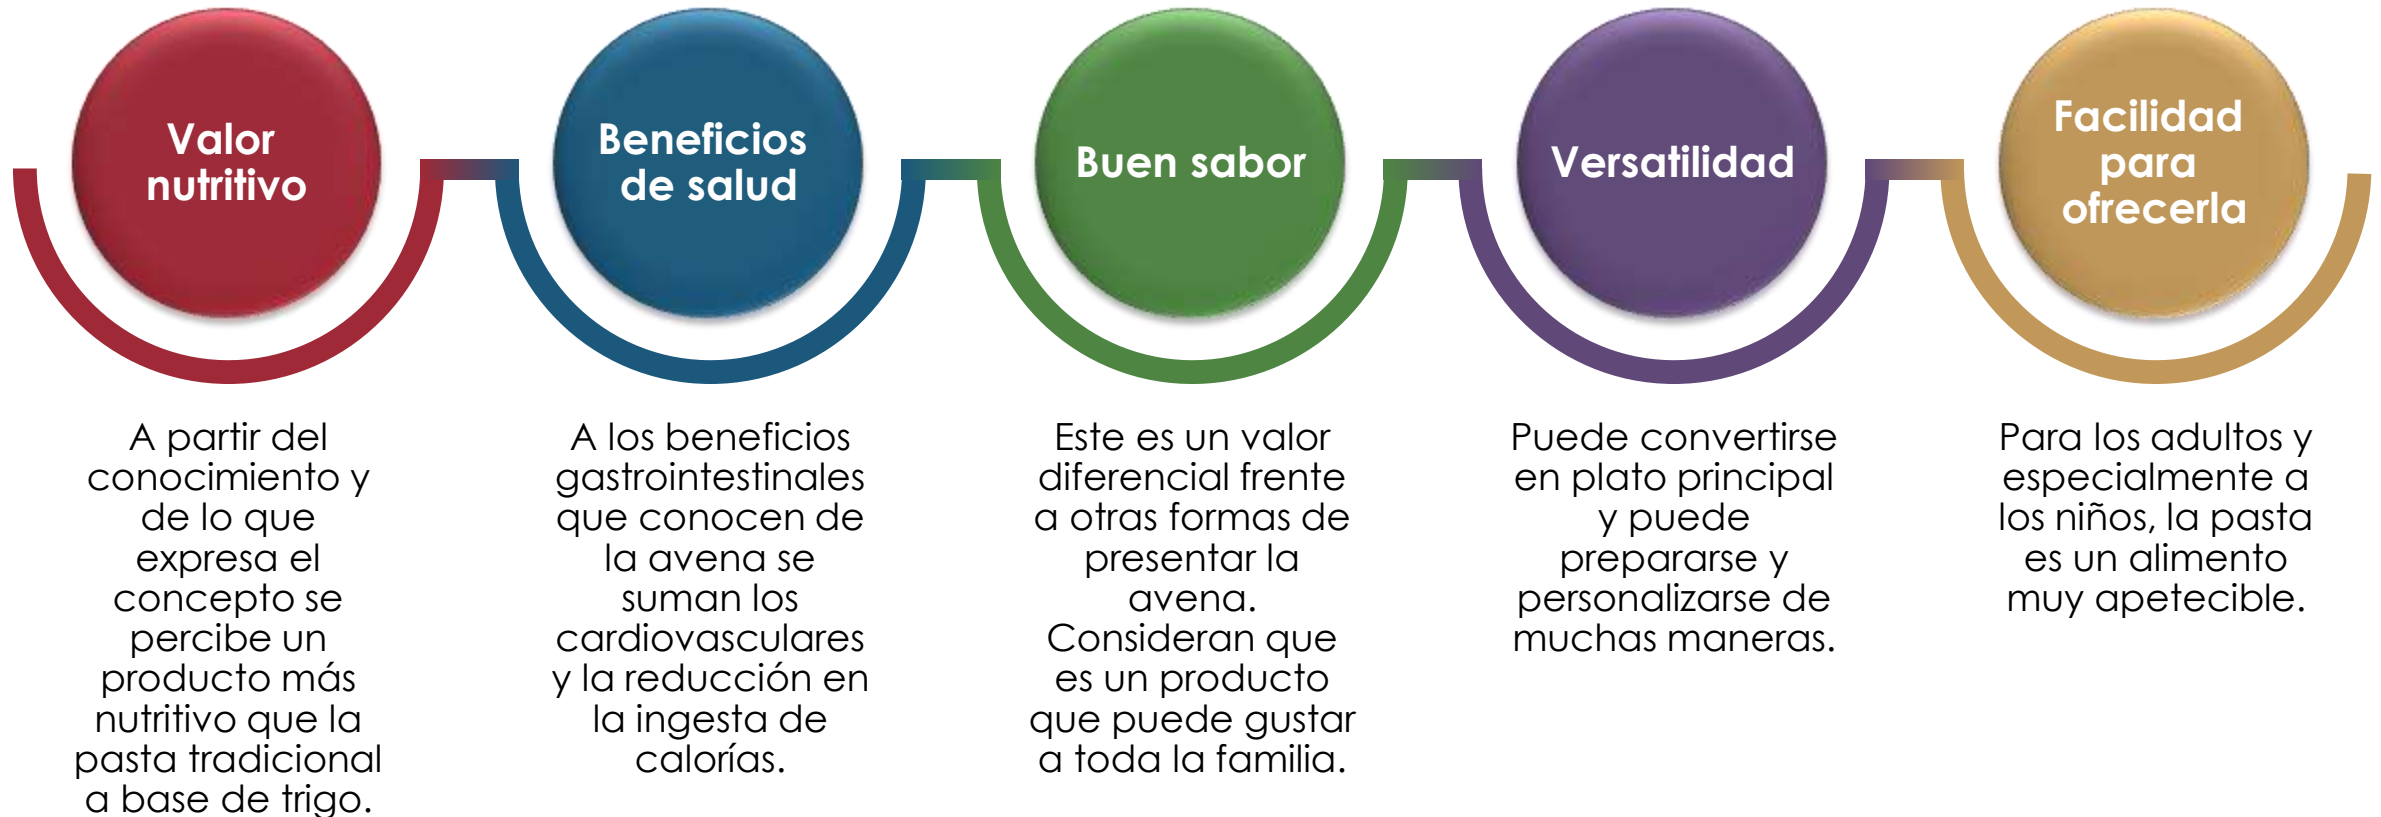 Valor
nutritivo
A partir del
conocimiento y
de lo que
expresa el
concepto se
percibe un
producto más
nutritivo que la
pasta tradicional
a base de trigo.
Beneficios
de salud
A los beneficios
gastrointestinales
que conocen de
la avena se
suman los
cardiovasculares
y la reducción en
la ingesta de
calorías.
Buen sabor
Este es un valor
diferencial frente
a otras formas de
presentar la
avena.
Consideran que
es un producto
que puede gustar
a toda la familia.
Versatilidad
Puede convertirse
en plato principal
y puede
prepararse y
personalizarse de
muchas maneras.
Facilidad
para
ofrecerla
Para los adultos y
especialmente a
los niños, la pasta
es un alimento
muy apetecible.